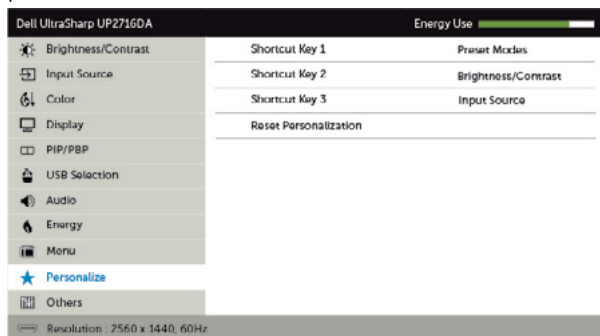 Dell UltraSharp UP2716DA Energy Use
Brightness/Contrast Shortcut Key 1 Preset Modes
Input Source Shortcut Key 2 Brightness/Contrast
Color Shortcut Key 3 Input Source
Display Reset Personalization
PIP/PBP
USB Selection
Audio
Energy
Menu
Personalize
Others
Resolution : 2560 x 1440, 60Hz